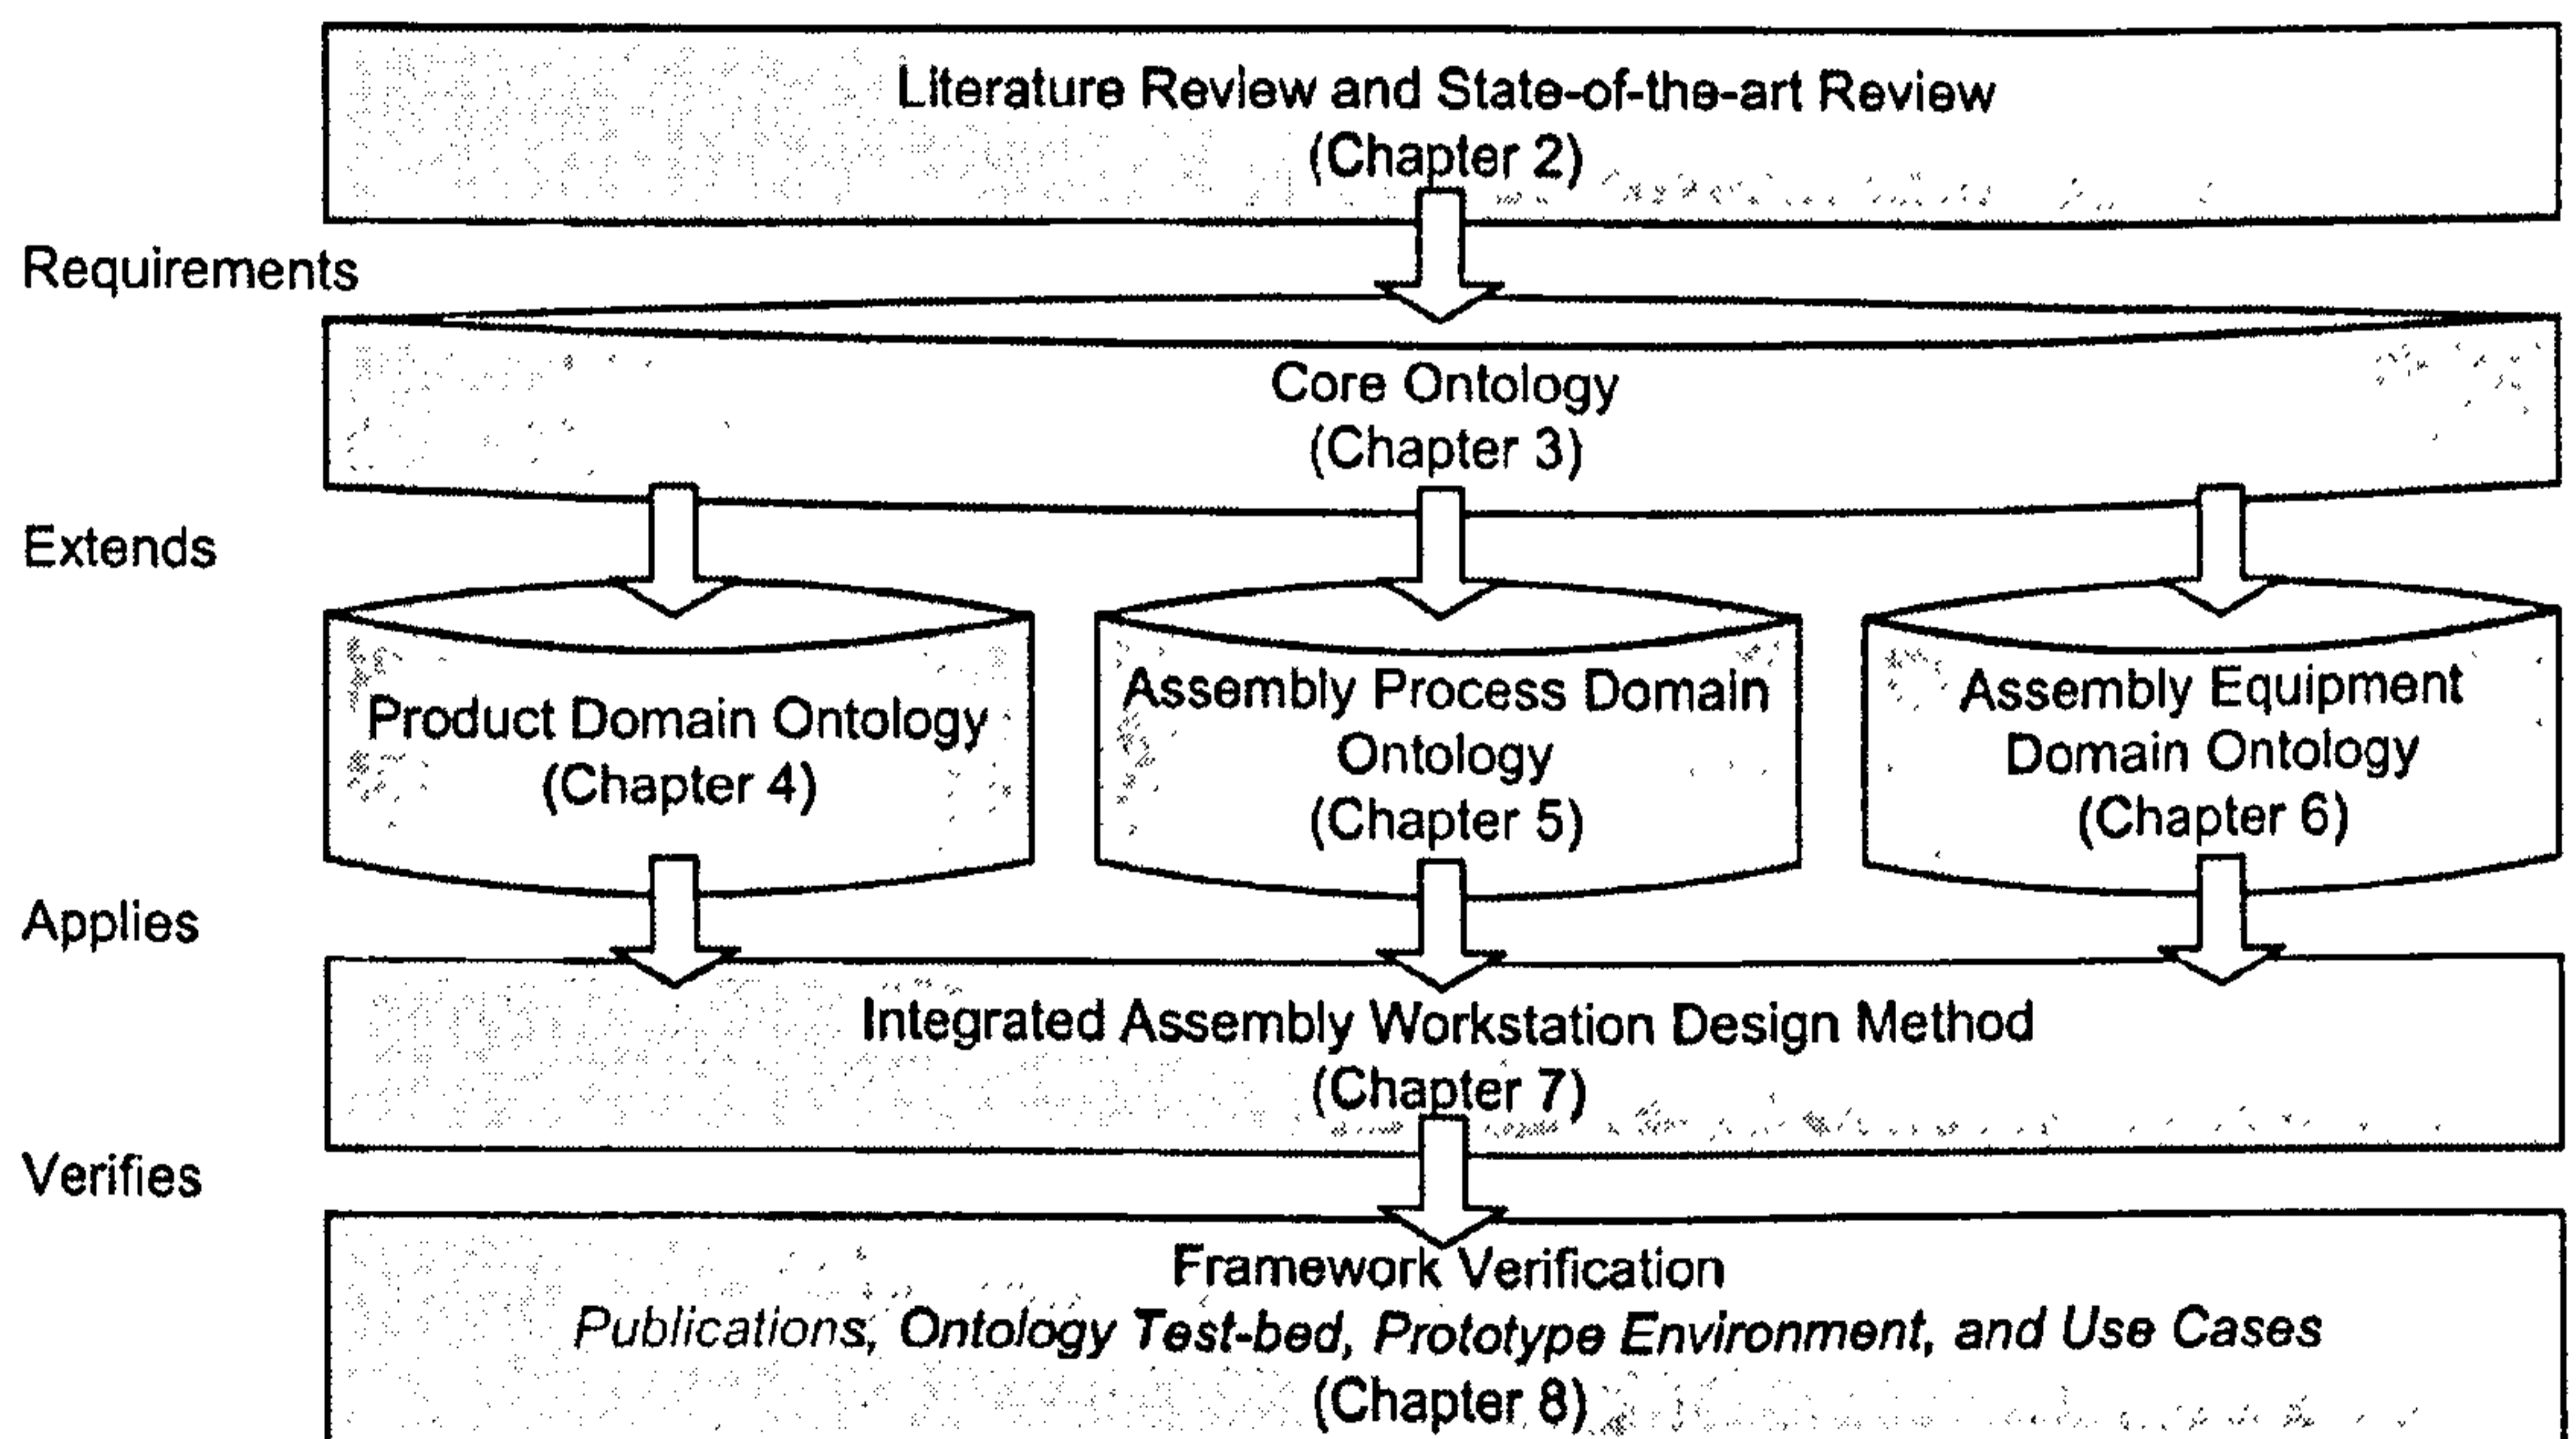 Literature Review and State-of-the-art Review
(Chapter 2)
Requirements
Core Ontology
(Chapter 3)
Extends
Product Domain Ontology
(Chapter 4)
Assembly Process Domain
Ontology
(Chapter 5)
Assembly Equipment
Domain Ontology
(Chapter 6)
Applies
Integrated Assembly Workstation Design Method
(Chapter 7)
Verifies
Framework Verification
Publications, Ontology Test-bed, Prototype Environment, and Use Cases
(Chapter 8)